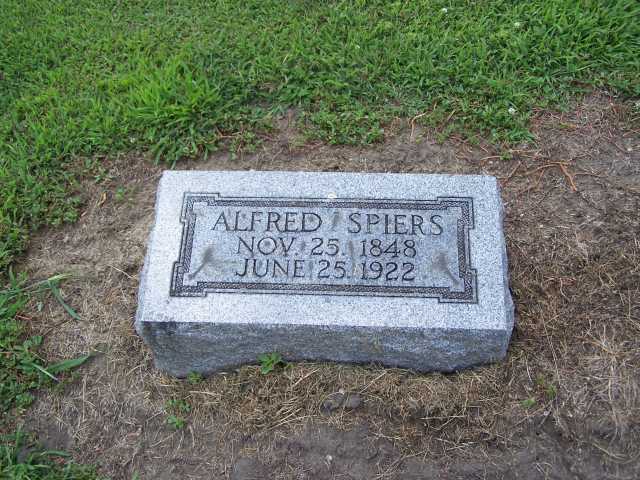 ALFRED SPIERS
NOV. 25. 1848
JUNE 25. 1922